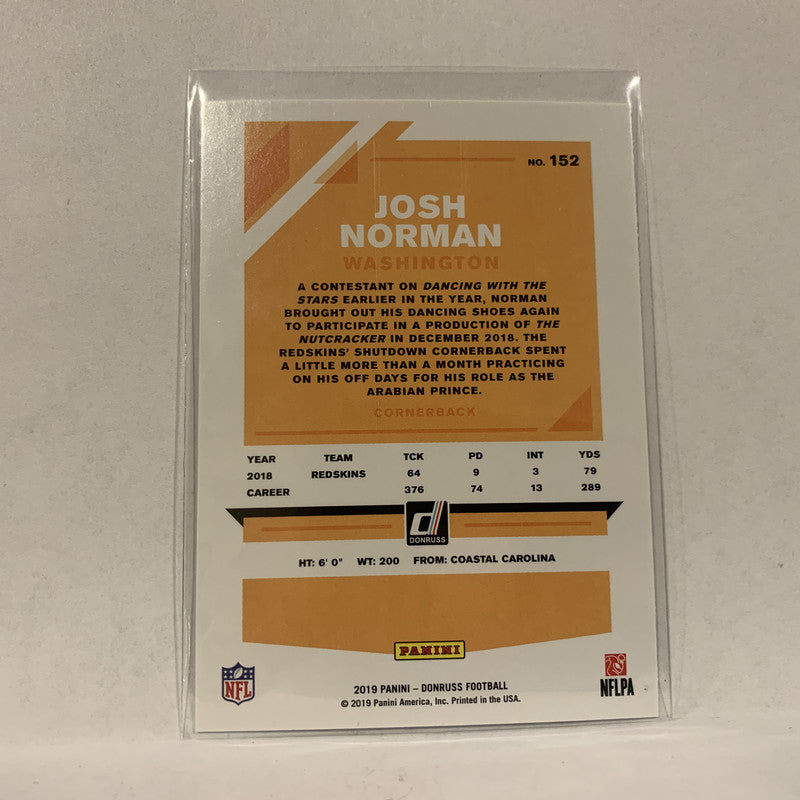 NO. 152
JOSH
NORMAN
WASHINGTON
A CONTESTANT ON DANCING WITH THE
STARS EARLIER IN THE YEAR, NORMAN
BROUGHT OUT HIS DANCING SHOES AGAIN
TO PARTICIPATE IN A PRODUCTION OF THE
NUTCRACKER IN DECEMBER 2018. THE
REDSKINS' SHUTDOWN CORNERBACK SPENT
A LITTLE MORE THAN A MONTH PRACTICING
ON HIS OFF DAYS FOR HIS ROLE AS THE
ARABIAN PRINCE.
CORNERBACK
YEAR TEAM TCK PD INT YDS
2018 REDSKINS 64 9 3 79
CAREER 376 74 13 289
d
DONRUSS
HT: 6' 0" WT: 200 FROM: COASTAL CAROLINA
PANINI
NFL
NFLPA
2019 PANINI – DONRUSS FOOTBALL
© 2019 Panini America, Inc. Printed in the USA.